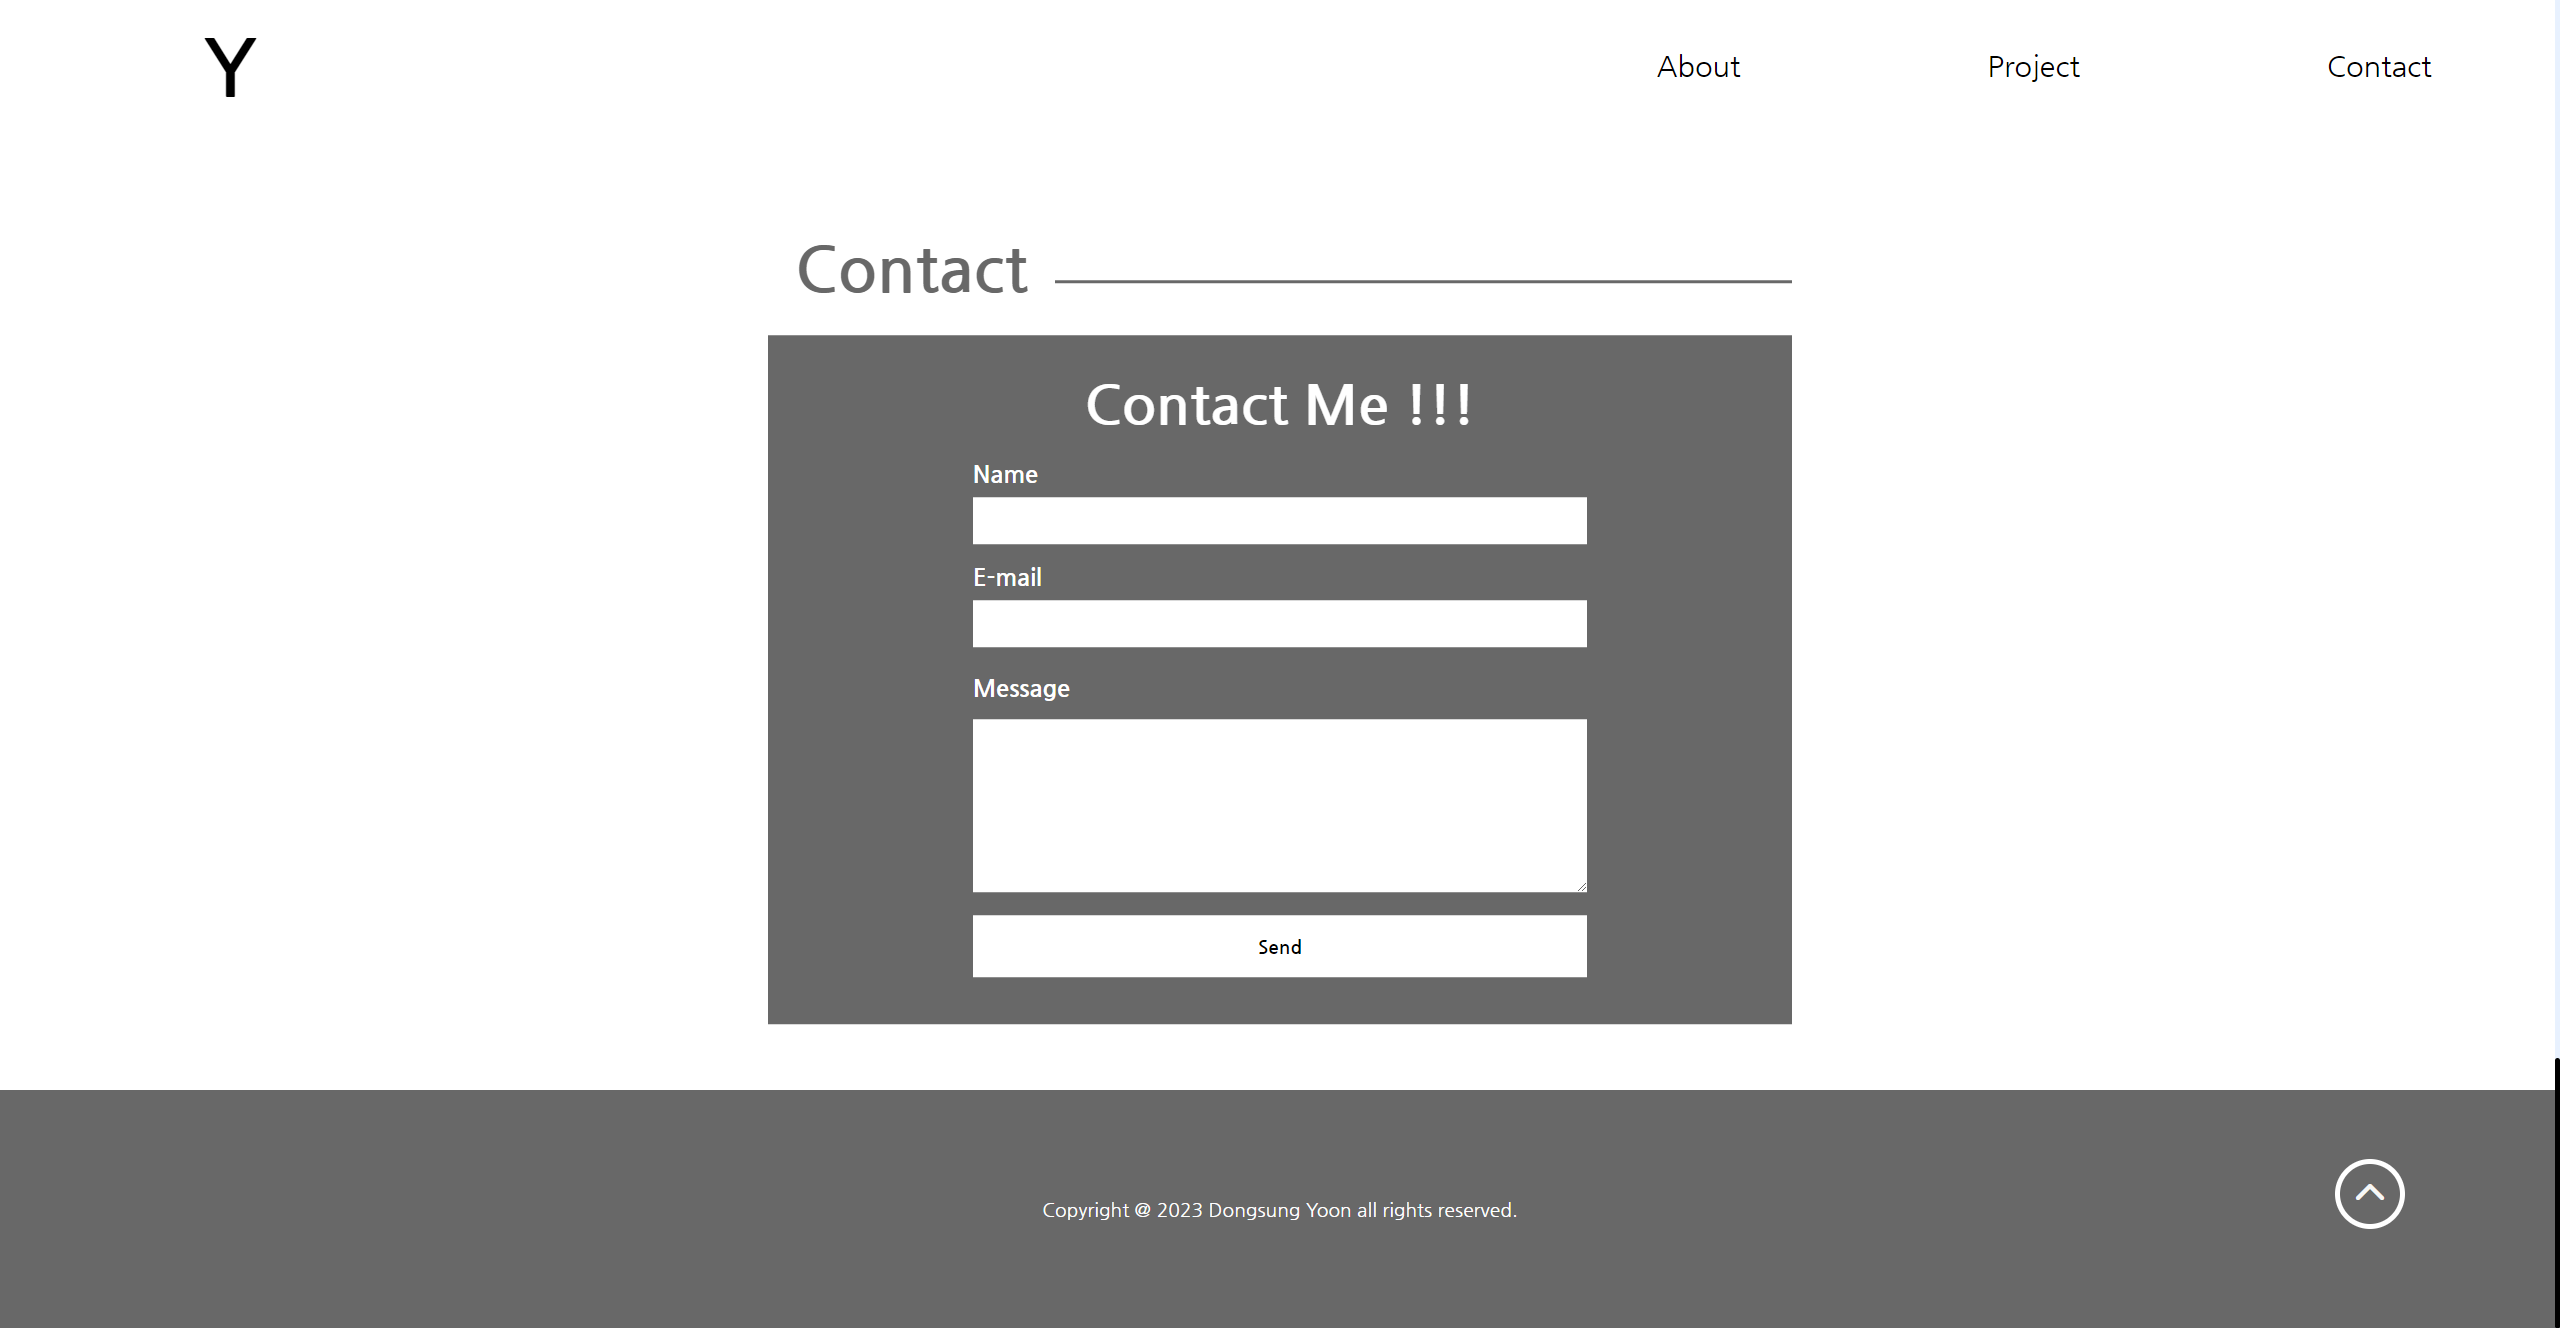 Y
About
Project
Contact
Contact
Contact Me !!!
Name
E-mail
Message
Send
Copyright @ 2023 Dongsung Yoon all rights reserved.